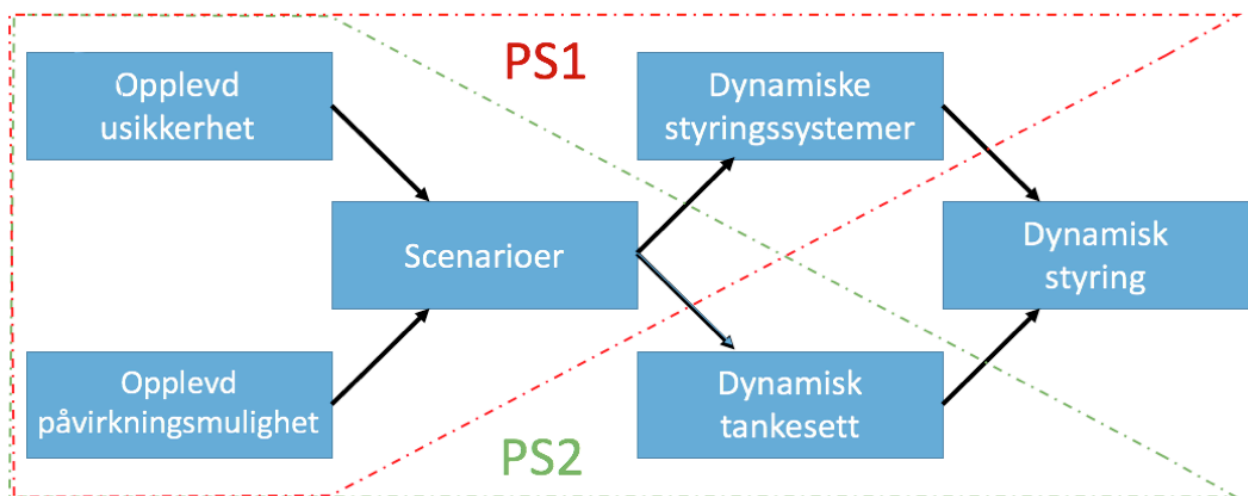 PS1
Opplevd
usikkerhet
Dynamiske
styringssystemer
Scenarioer
Dynamisk
styring
Opplevd
påvirkningsmulighet
Dynamisk
tankesett
PS2